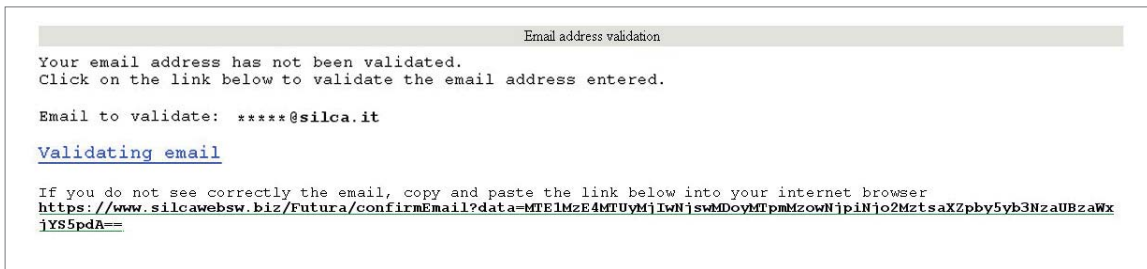 Email address validation
Your email address has not been validated.
Click on the link below to validate the email address entered.
Email to validate: *****@silca.it
Validating email
If you do not see correctly the email, copy and paste the link below into your internet browser
https://www.silcawebsw.biz/Futura/confirmEmail?data=MTE1MzE4MTUyMjIwNjswMDoyMTpmMzowNjpiNjo2MztsaXZpby5yb3NzaUBzaWx
jYS5pdA==